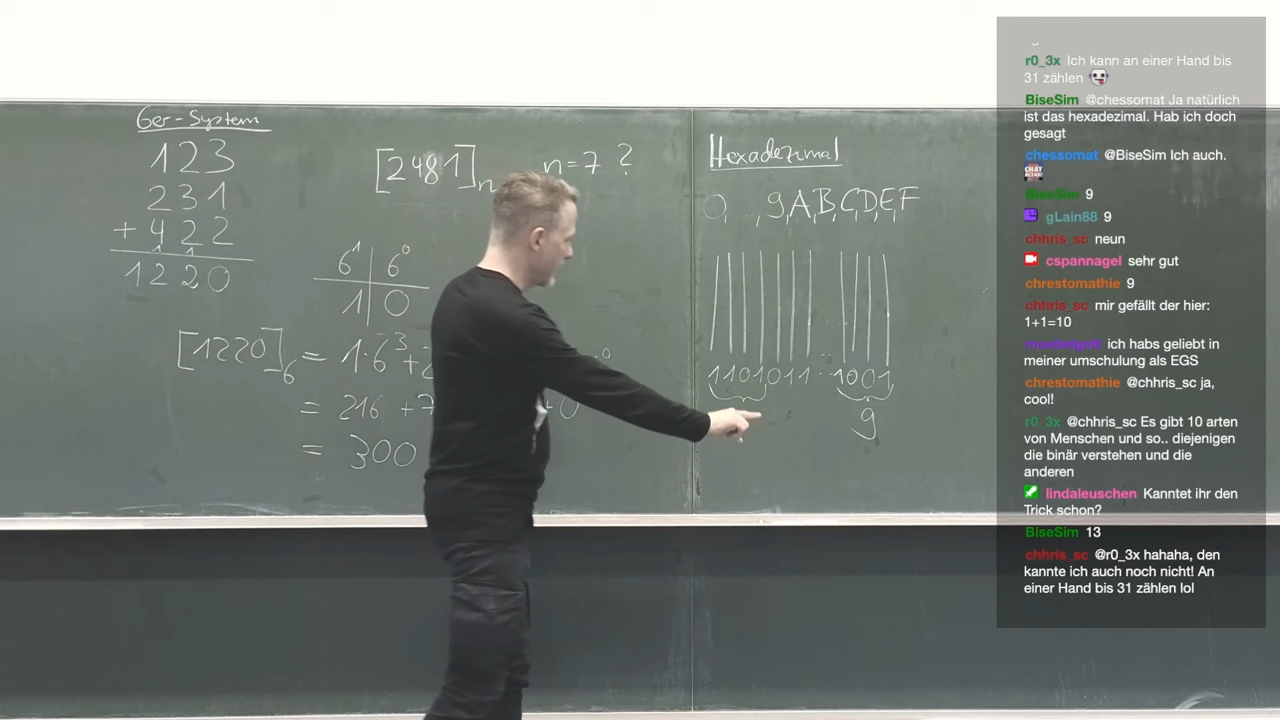 6er-System
123
231
+ 422
1220
[2481]n n=7 ?
6¹ 6⁰
1 0
[1220]₆ = 1·6³+2
= 216 +7 +0
= 300
Hexadezimal
0, ..., 9,A,B,C,D,E,F
1101011 ... 1001
9
r0_3x Ich kann an einer Hand bis
31 zählen
BiseSim @chessomat Ja natürlich
ist das hexadezimal. Hab ich doch
gesagt
chessomat @BiseSim Ich auch.
BiseSim 9
gLain88 9
chhris_sc neun
cspannagel sehr gut
chrestomathie 9
chhris_sc mir gefällt der hier:
1+1=10
ich habs geliebt in
meiner umschulung als EGS
chrestomathie @chhris_sc ja,
cool!
r0_3x @chhris_sc Es gibt 10 arten
von Menschen und so.. diejenigen
die binär verstehen und die
anderen
lindaleuschen Kanntet ihr den
Trick schon?
BiseSim 13
chhris_sc @r0_3x hahaha, den
kannte ich auch noch nicht! An
einer Hand bis 31 zählen lol